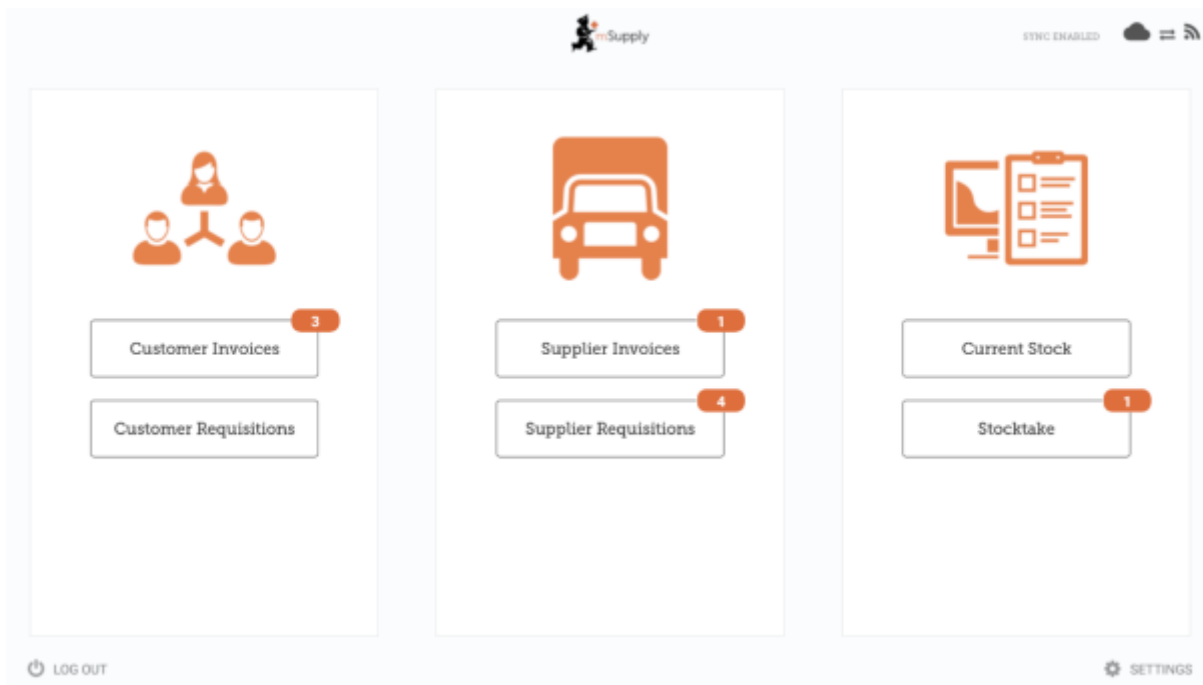 mSupply
SYNC ENABLED
3
Customer Invoices
Customer Requisitions
1
Supplier Invoices
4
Supplier Requisitions
Current Stock
1
Stocktake
LOG OUT
SETTINGS